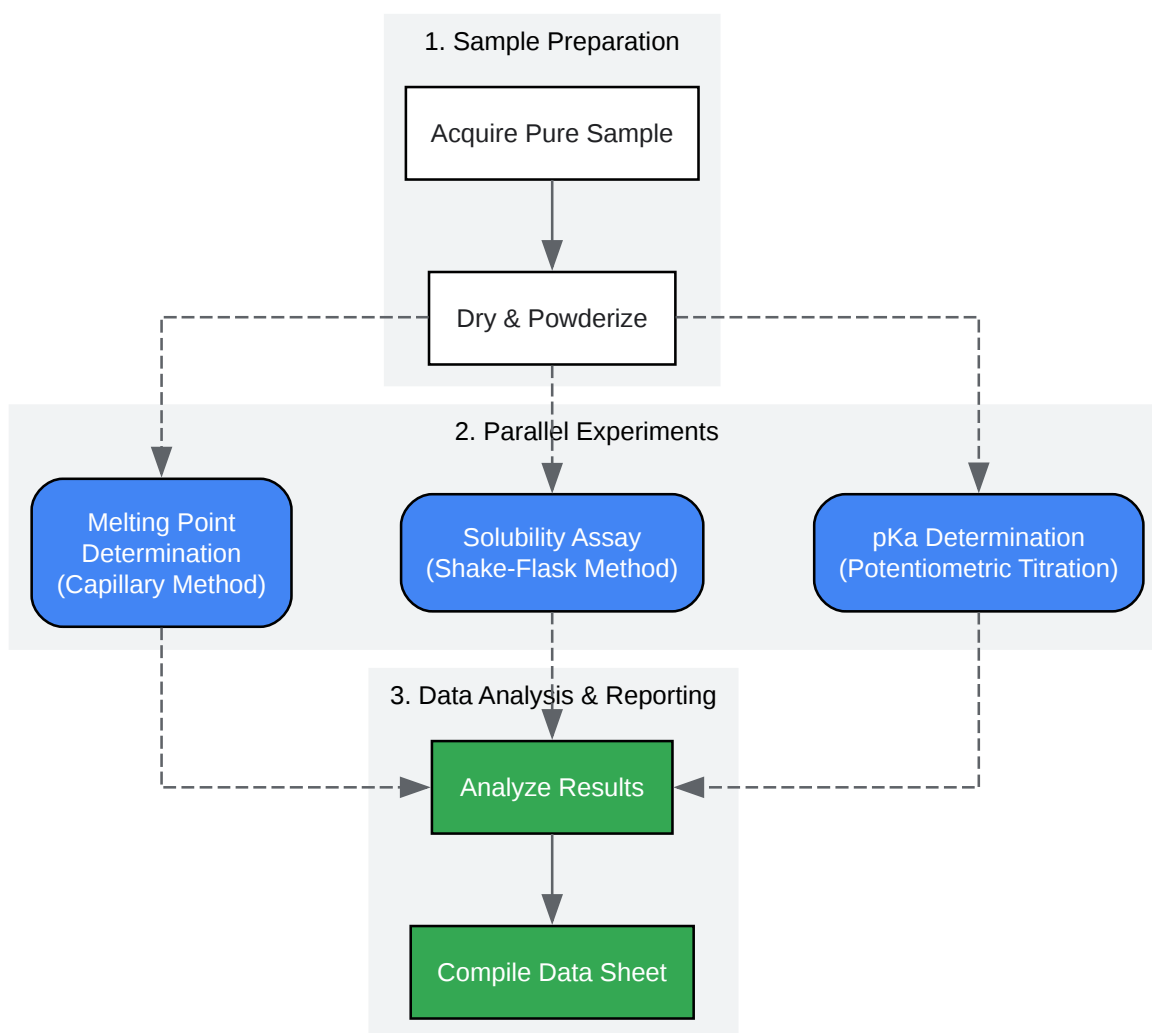 1. Sample Preparation
Acquire Pure Sample
Dry & Powderize
2. Parallel Experiments
Melting Point
Determination
(Capillary Method)
Solubility Assay
(Shake-Flask Method)
pKa Determination
(Potentiometric Titration)
3. Data Analysis & Reporting
Analyze Results
Compile Data Sheet